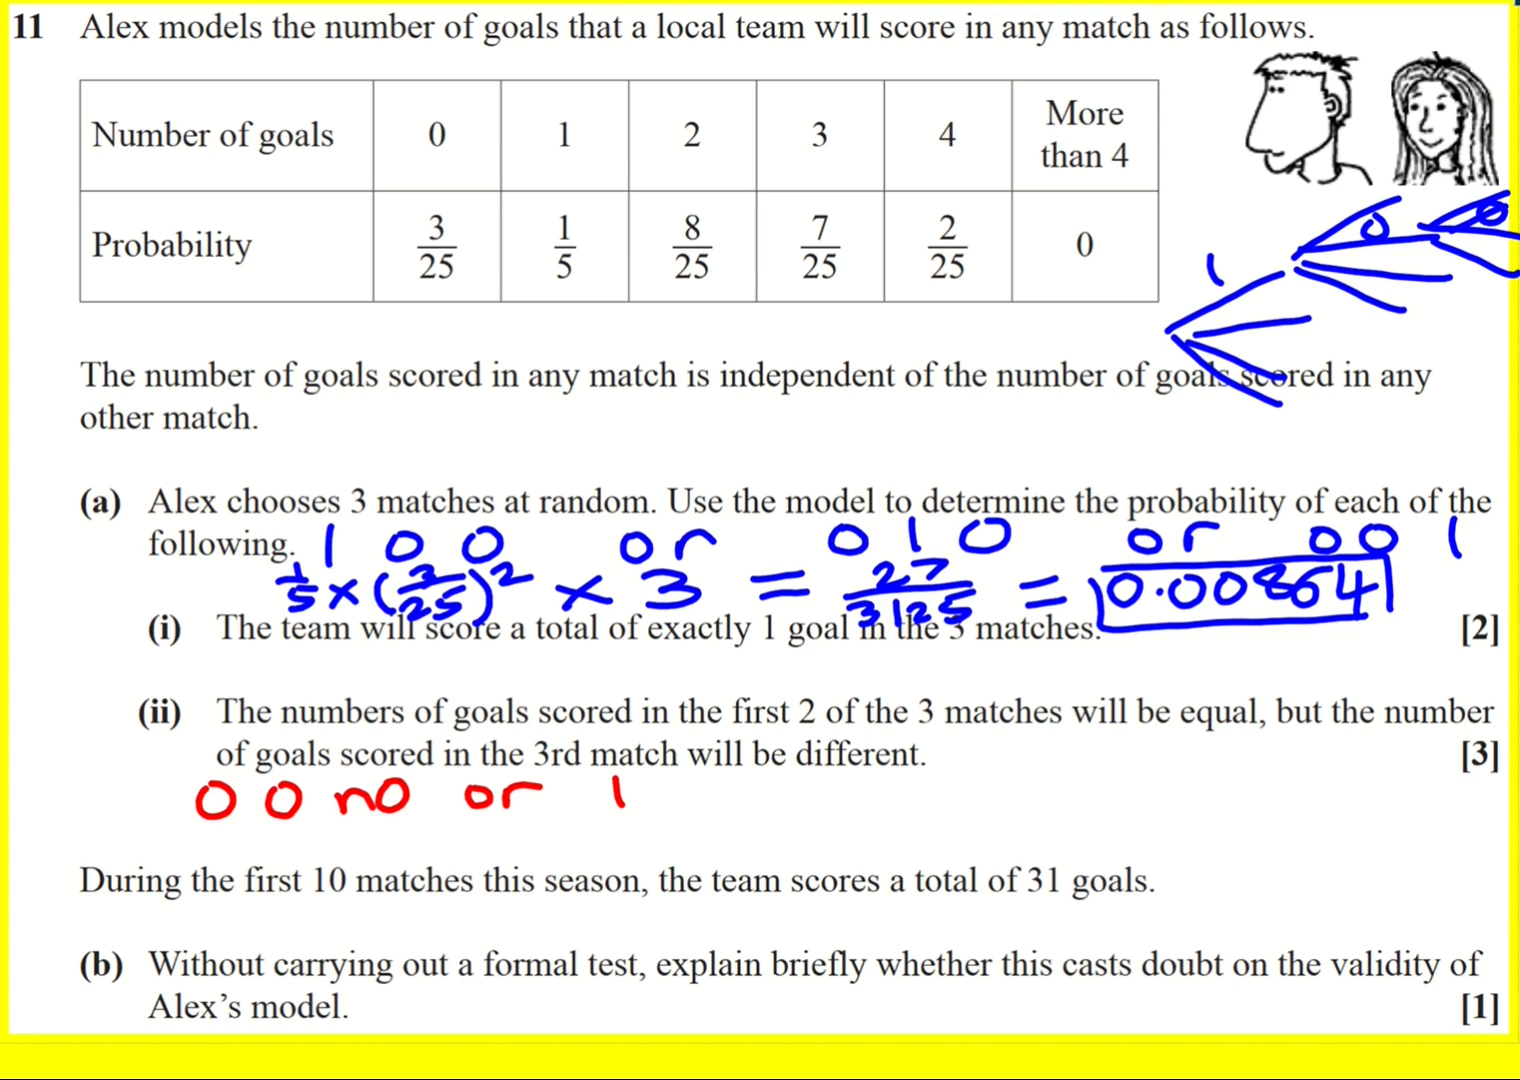 11 Alex models the number of goals that a local team will score in any match as follows.
Number of goals 0 1 2 3 4 More than 4
Probability 3/25 1/5 8/25 7/25 2/25 0
1 0 0
The number of goals scored in any match is independent of the number of goals scored in any
other match.
(a) Alex chooses 3 matches at random. Use the model to determine the probability of each of the
following. 1 0 0 or 0 1 0 or 0 0 1
1/5 × (3/25)² × 3 = 27/3125 = 0.00864
(i) The team will score a total of exactly 1 goal in the 3 matches. [2]
(ii) The numbers of goals scored in the first 2 of the 3 matches will be equal, but the number
of goals scored in the 3rd match will be different. [3]
0 0 n0 or 1
During the first 10 matches this season, the team scores a total of 31 goals.
(b) Without carrying out a formal test, explain briefly whether this casts doubt on the validity of
Alex’s model. [1]